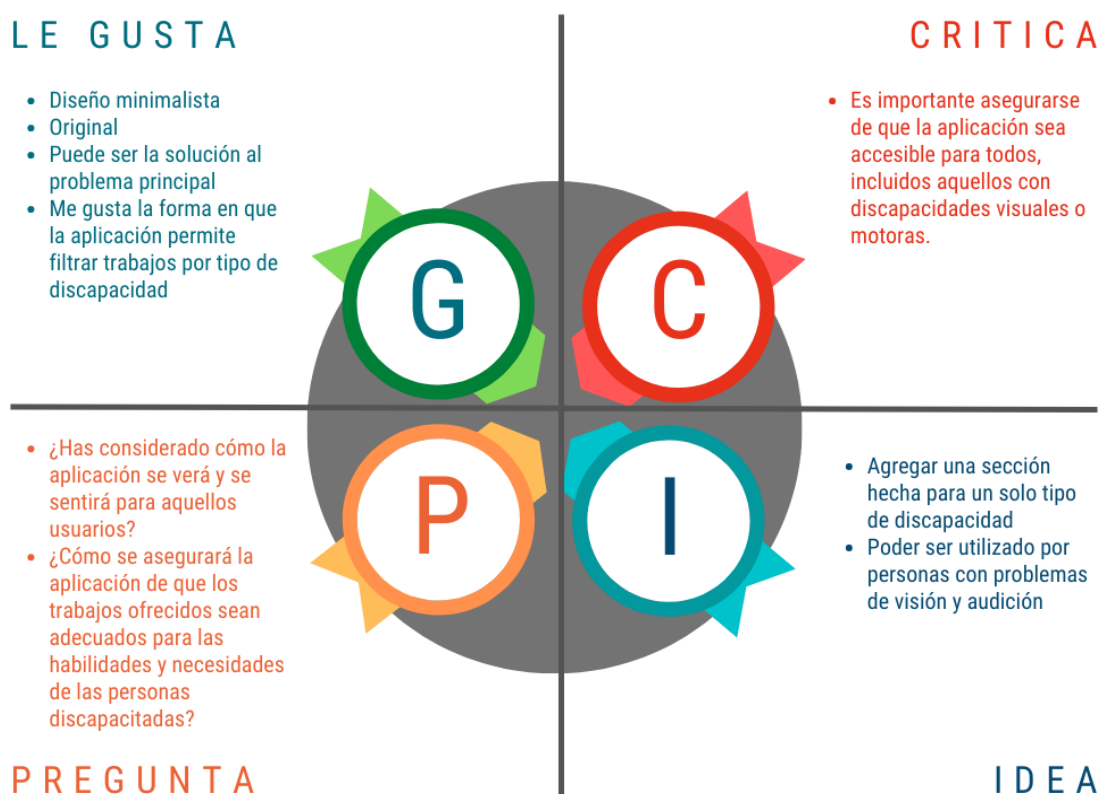 LE GUSTA
• Diseño minimalista
• Original
• Puede ser la solución al
problema principal
• Me gusta la forma en que
la aplicación permite
filtrar trabajos por tipo de
discapacidad
G
CRITICA
• Es importante asegurarse
de que la aplicación sea
accesible para todos,
incluidos aquellos con
discapacidades visuales o
motoras.
C
• ¿Has considerado cómo la
aplicación se verá y se
sentirá para aquellos
usuarios?
• ¿Cómo se asegurará la
aplicación de que los
trabajos ofrecidos sean
adecuados para las
habilidades y necesidades
de las personas
discapacitadas?
P
PREGUNTA
I
• Agregar una sección
hecha para un solo tipo
de discapacidad
• Poder ser utilizado por
personas con problemas
de visión y audición
IDEA